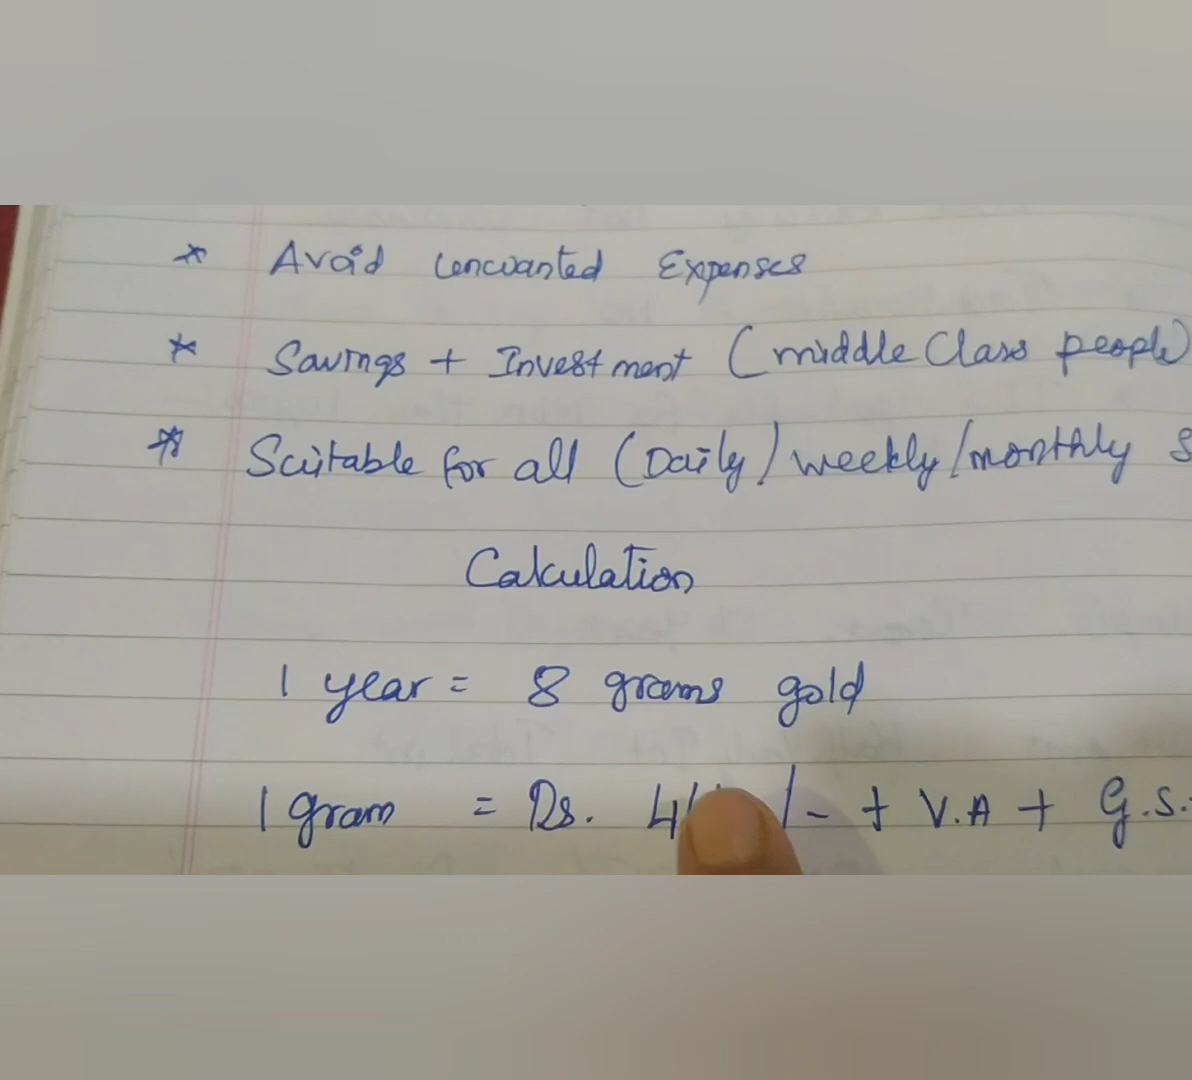 * Avoid unwanted Expenses
* Savings + Investment (middle Class people)
* Suitable for all (Daily / weekly / monthly
Calculation
1 year = 8 grams gold
1 gram = Rs. /- + V.A + G.S.